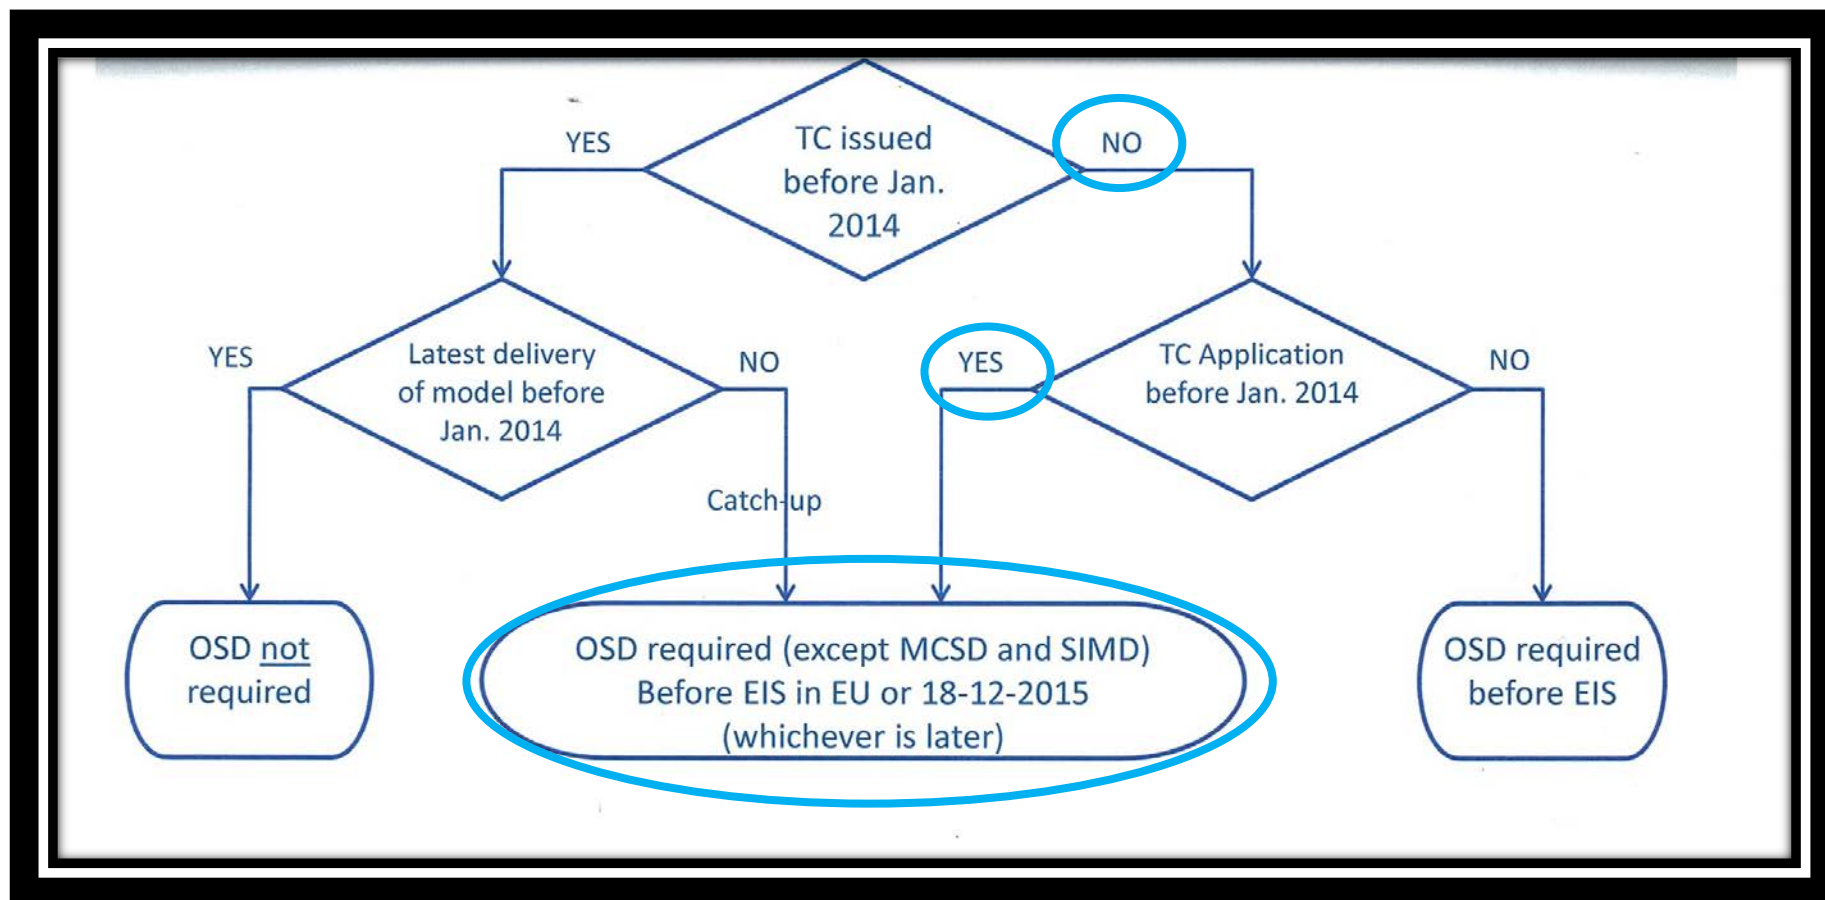 YES
TC issued
before Jan.
2014
NO
YES
Latest delivery
of model before
Jan. 2014
NO
YES
TC Application
before Jan. 2014
NO
Catch-up
OSD not
required
OSD required (except MCSD and SIMD)
Before EIS in EU or 18-12-2015
(whichever is later)
OSD required
before EIS